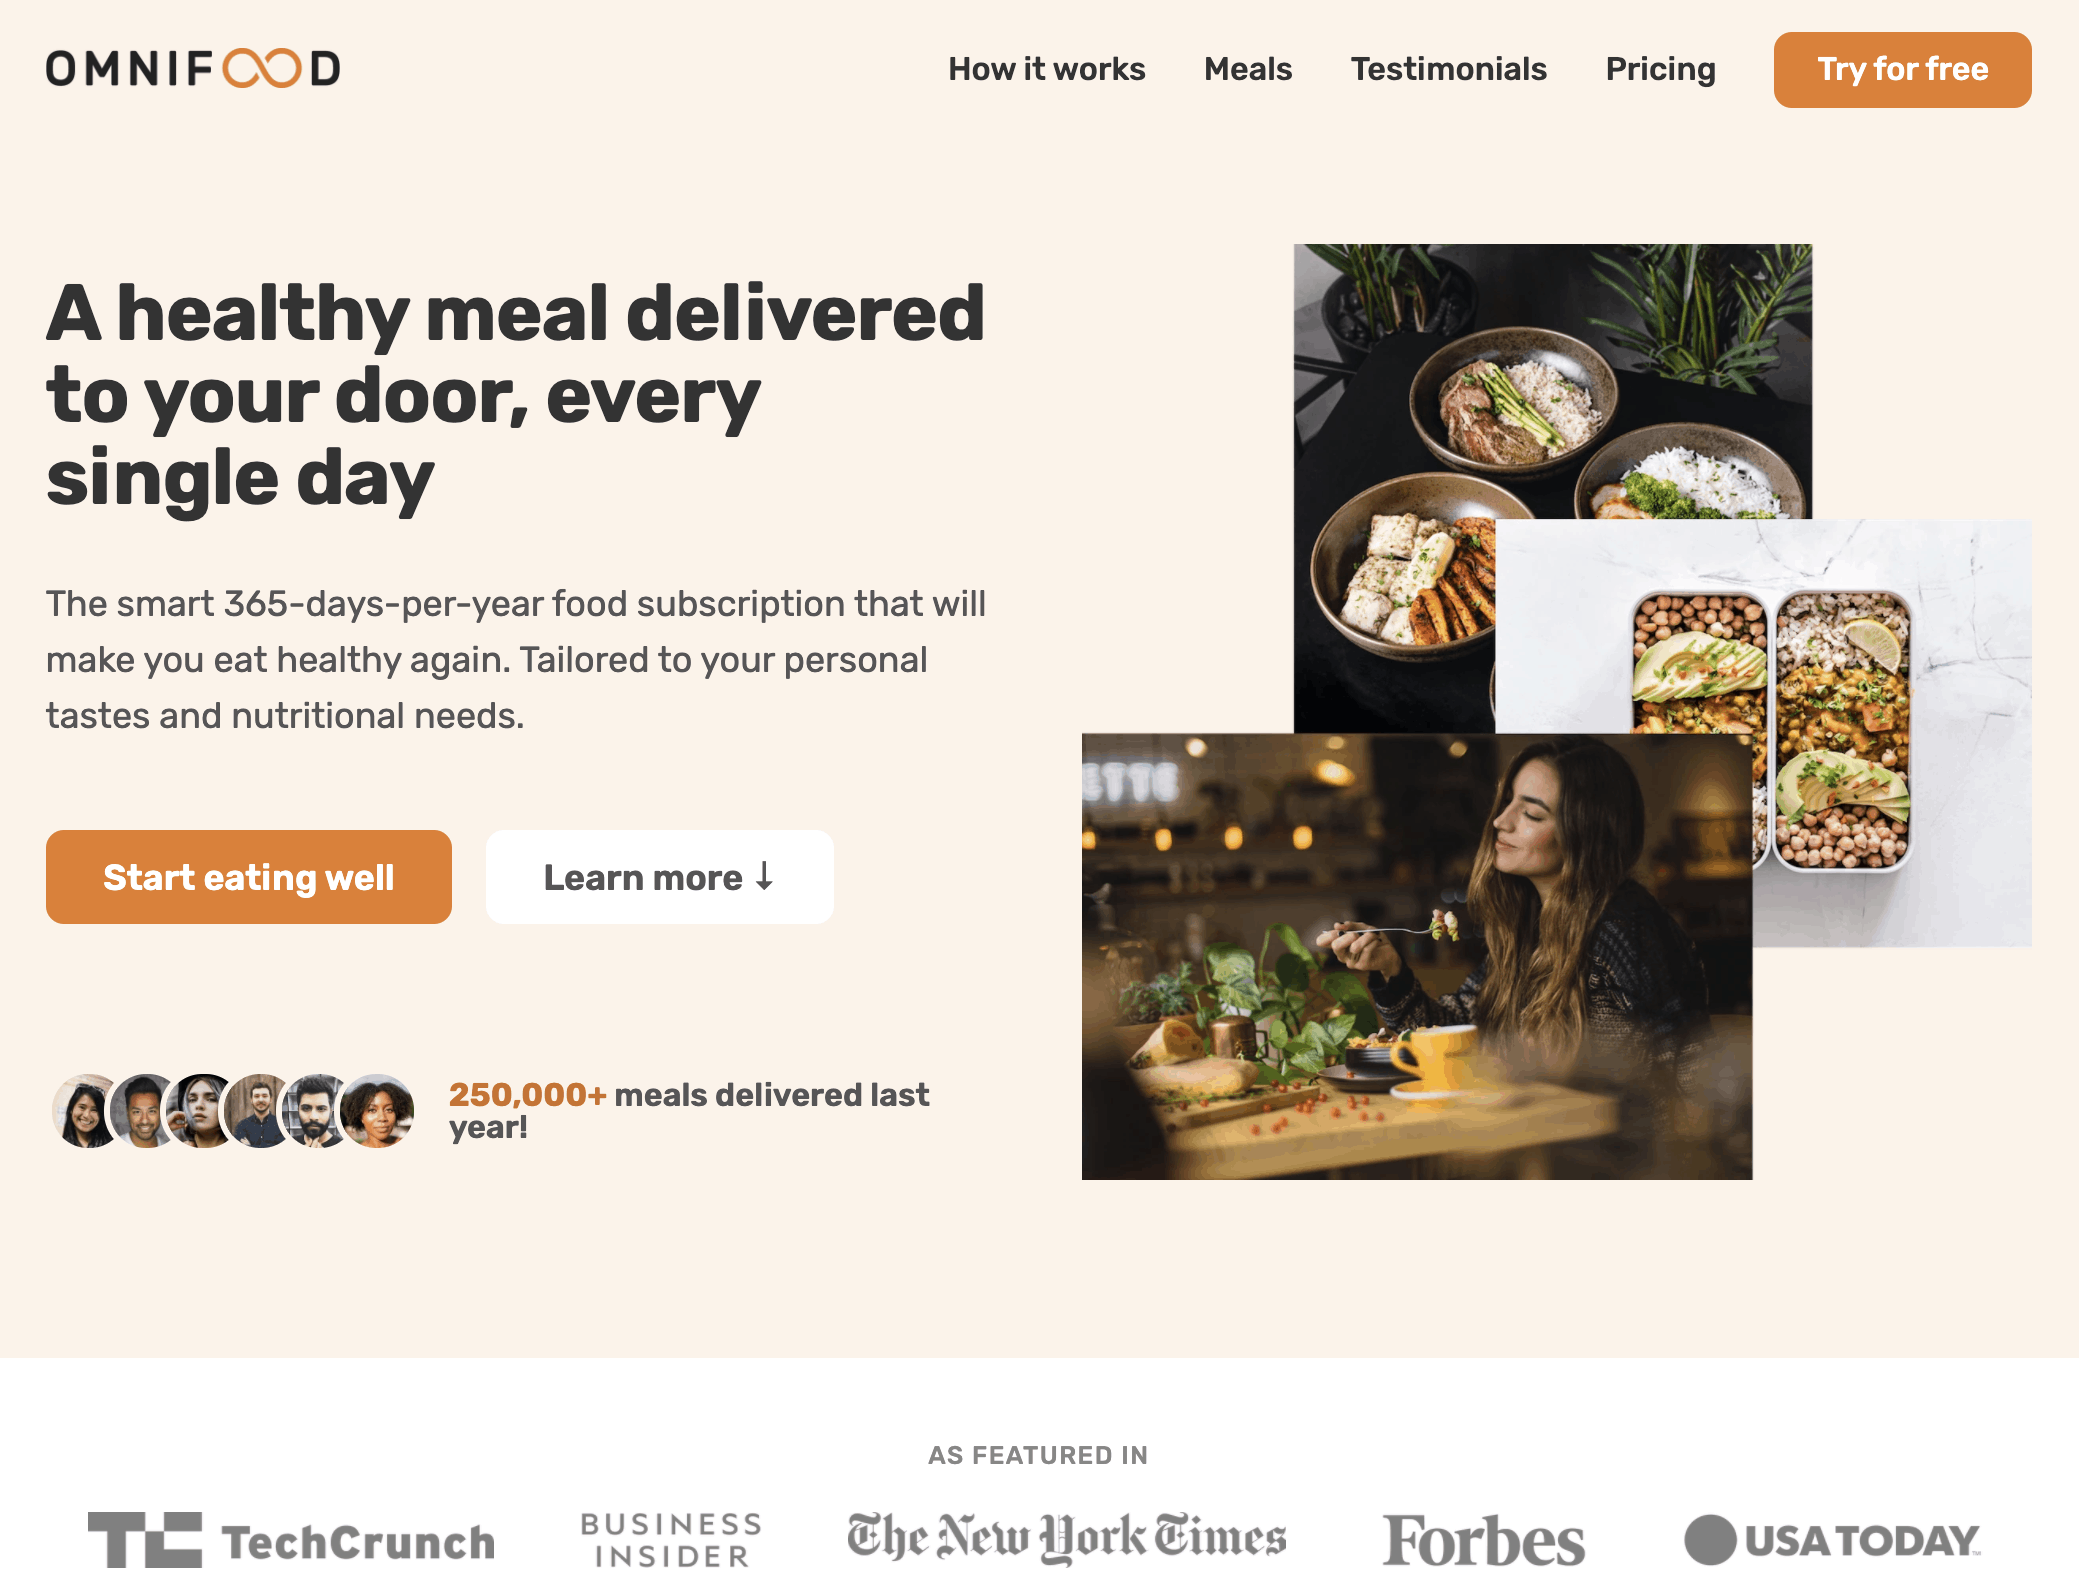 OMNIFOOD
How it works Meals Testimonials Pricing Try for free
A healthy meal delivered
to your door, every
single day
The smart 365-days-per-year food subscription that will
make you eat healthy again. Tailored to your personal
tastes and nutritional needs.
Start eating well Learn more ↓
250,000+ meals delivered last
year!
ETTE
AS FEATURED IN
TC TechCrunch
BUSINESS
INSIDER
The New York Times
Forbes
USA TODAY™